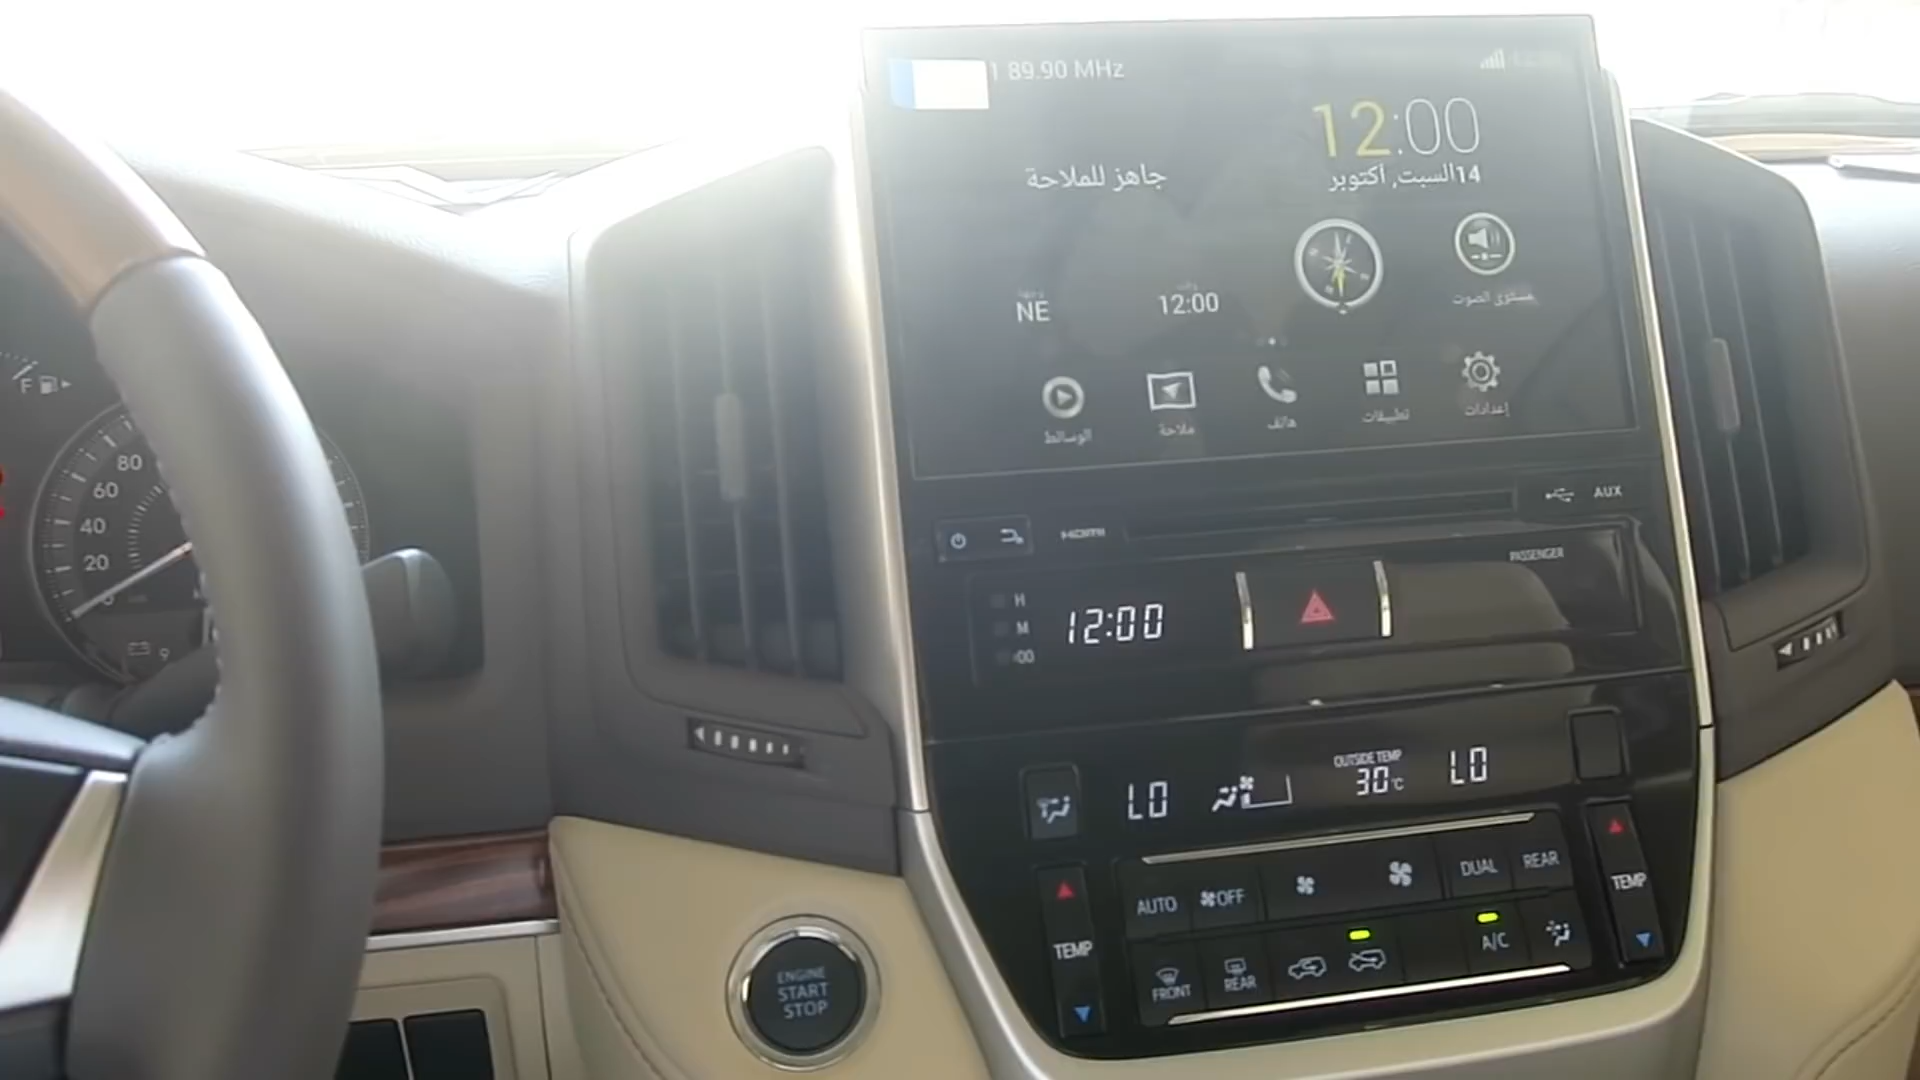 89.90 MHz
12:00
جاهز للملاحة
14السبت, أكتوبر
NE
12:00
مستوى الصوت
الوسائط
ملاحة
هاتف
تطبيقات
إعدادات
F
80
60
40
20
HDMI
AUX
PASSENGER
H
M
:00
12:00
OUTSIDE TEMP
LO
30°C
LO
AUTO
OFF
DUAL
REAR
TEMP
TEMP
FRONT
REAR
A/C
ENGINE
START
STOP